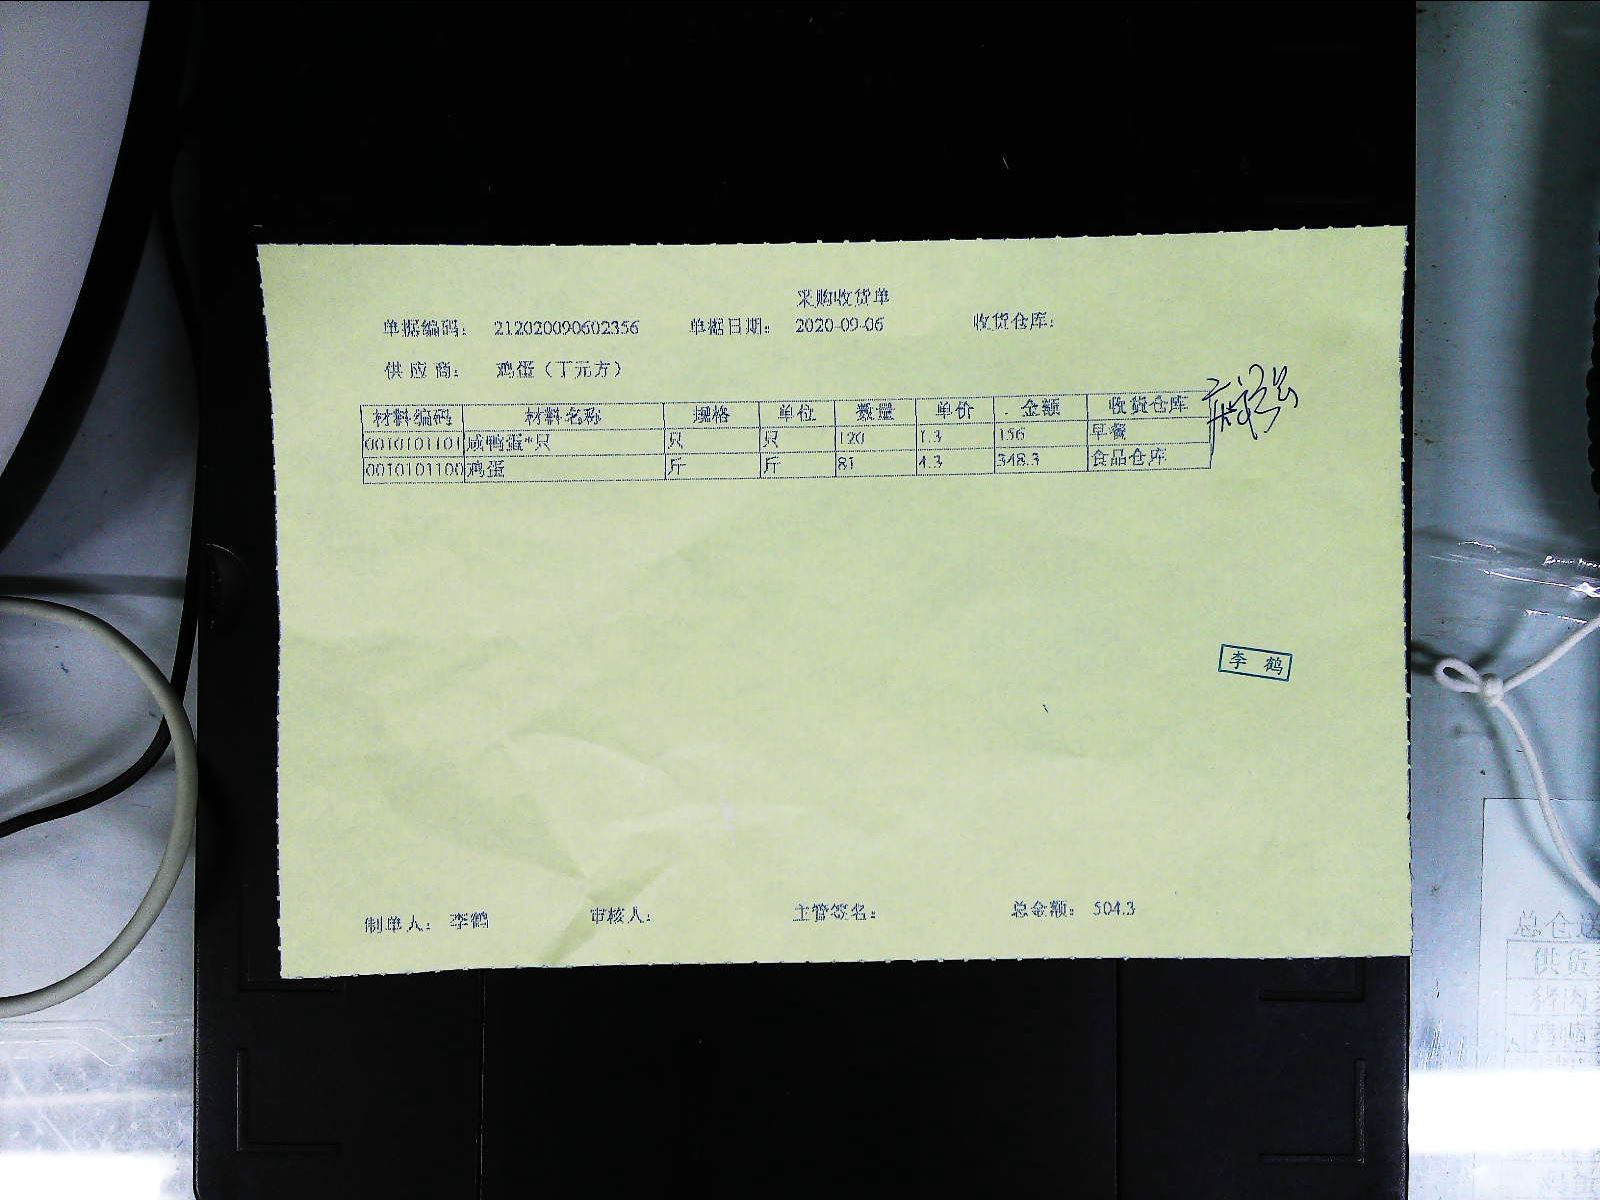 采购收货单
单据编码： 212020090602356 单据日期： 2020-09-06 收货仓库：
供应商： 鸡蛋（丁元方）
材料编码 材料名称 规格 单位 数量 单价 金额 收货仓库
0010101101 咸鸭蛋*只 只 只 120 1.3 156 早餐
0010101100 鸡蛋 斤 斤 81 4.3 348.3 食品仓库
李 鹤
制单人： 李鹤 审核人： 主管签名： 总金额： 504.3
总仓送
供货